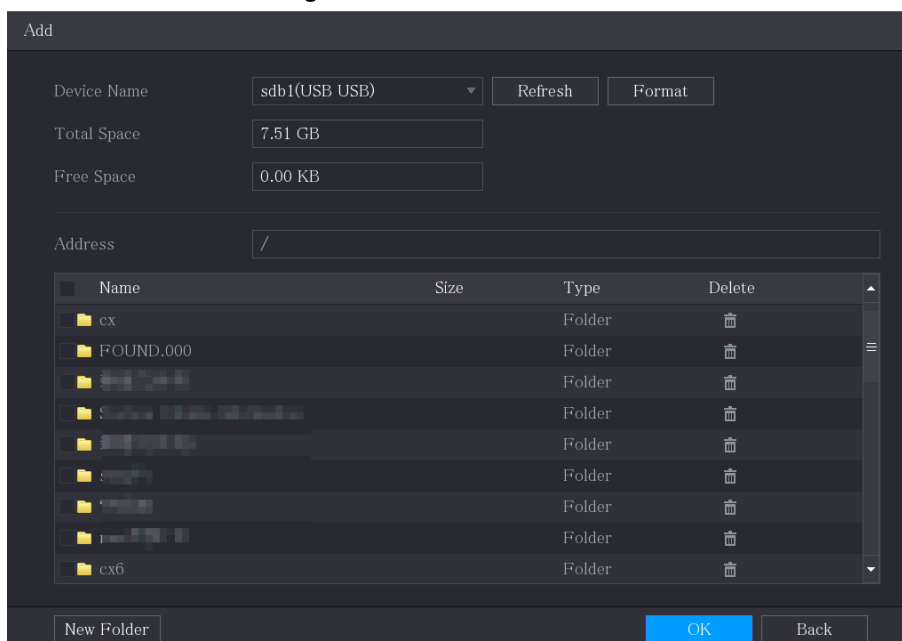 Add
Device Name sdb1(USB USB) Refresh Format
Total Space 7.51 GB
Free Space 0.00 KB
Address /
Name Size Type Delete
cx Folder
FOUND.000 Folder
Folder
Folder
Folder
Folder
Folder
Folder
cx6 Folder
New Folder OK Back